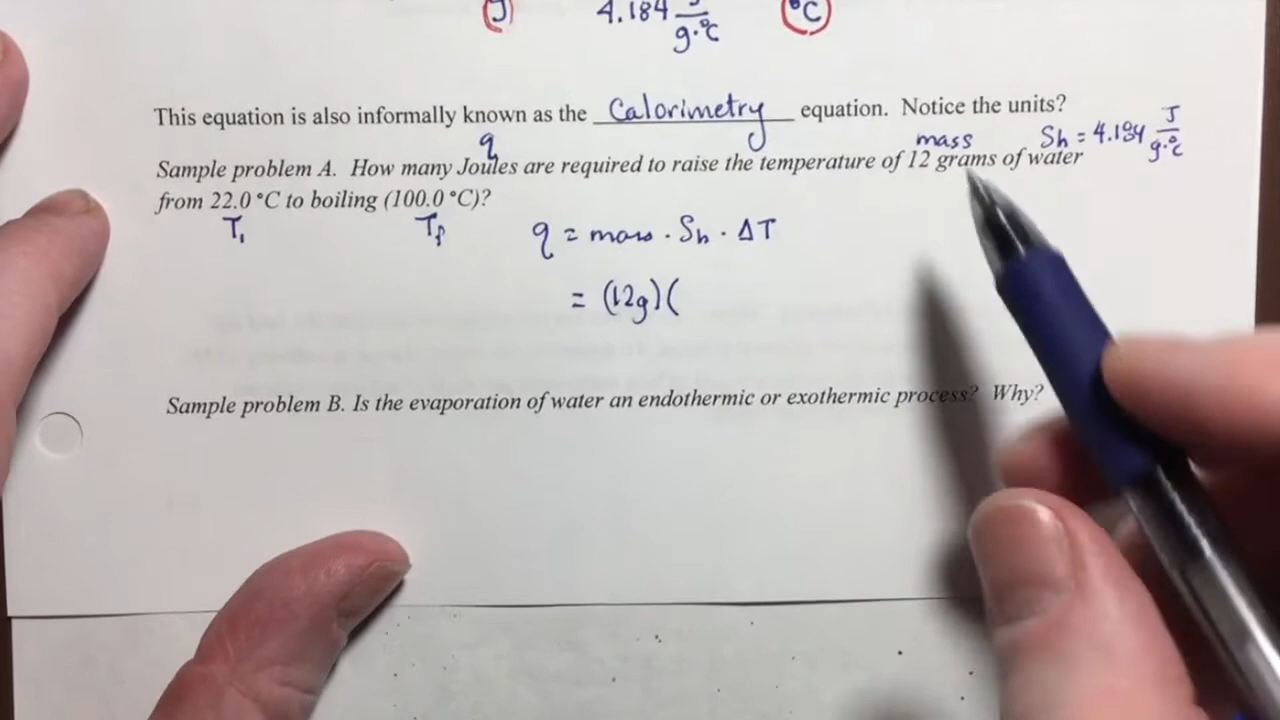 (J) 4.184 J/g·°C (°C)
This equation is also informally known as the Calorimetry equation. Notice the units?
q mass Sh = 4.184 J/g·°C
Sample problem A. How many Joules are required to raise the temperature of 12 grams of water
from 22.0 °C to boiling (100.0 °C)?
T₁ Tf q = mass · Sh · ΔT
= (12g)(
Sample problem B. Is the evaporation of water an endothermic or exothermic process? Why?